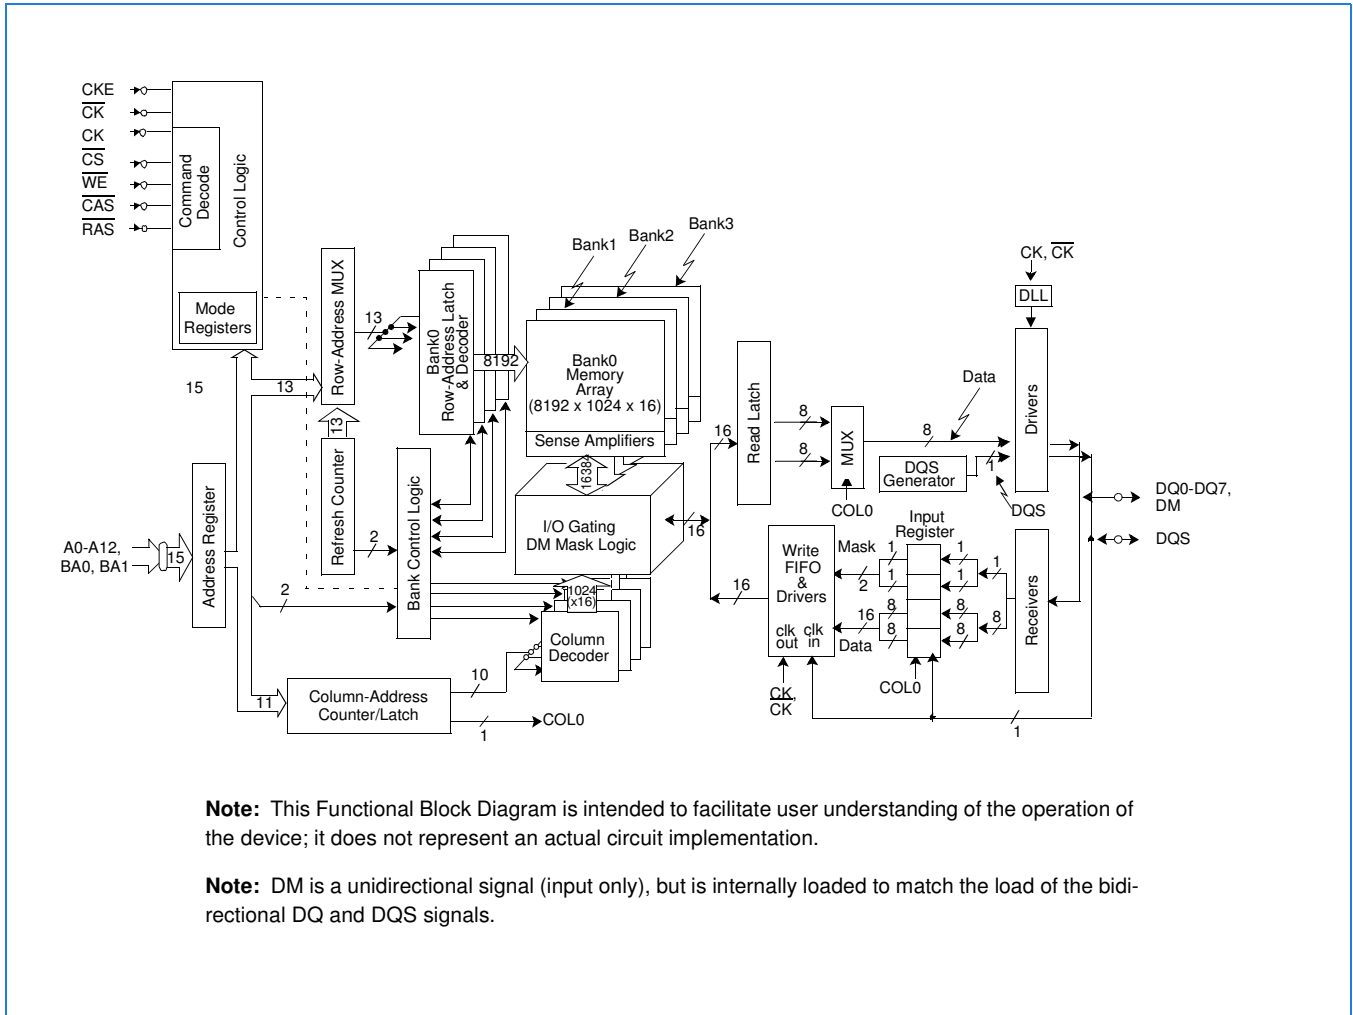 CKE
CK
CK
CS
WE
CAS
RAS
Command
Decode
Control Logic
Mode
Registers
15
13
Row-Address MUX
13
Refresh Counter
13
Bank0
Row-Address Latch
& Decoder
8192
Bank1
Bank2
Bank3
Bank0
Memory
Array
(8192 x 1024 x 16)
Sense Amplifiers
1638
I/O Gating
DM Mask Logic
16
Bank Control Logic
2
2
A0-A12,
BA0, BA1
15
Address Register
11
Column-Address
Counter/Latch
10
1
COL0
1024
(x16)
Column
Decoder
16
Read Latch
8
8
MUX
COL0
8
Data
DQS
Generator
1
DQS
CK, CK
DLL
Drivers
DQ0-DQ7,
DM
DQS
16
Write
FIFO
&
Drivers
clk clk
out in
CK,
CK
Mask
2
16
Data
Input
Register
1
1
8
8
1
1
8
8
1
8
COL0
Receivers
1
Note: This Functional Block Diagram is intended to facilitate user understanding of the operation of
the device; it does not represent an actual circuit implementation.
Note: DM is a unidirectional signal (input only), but is internally loaded to match the load of the bidi-
rectional DQ and DQS signals.